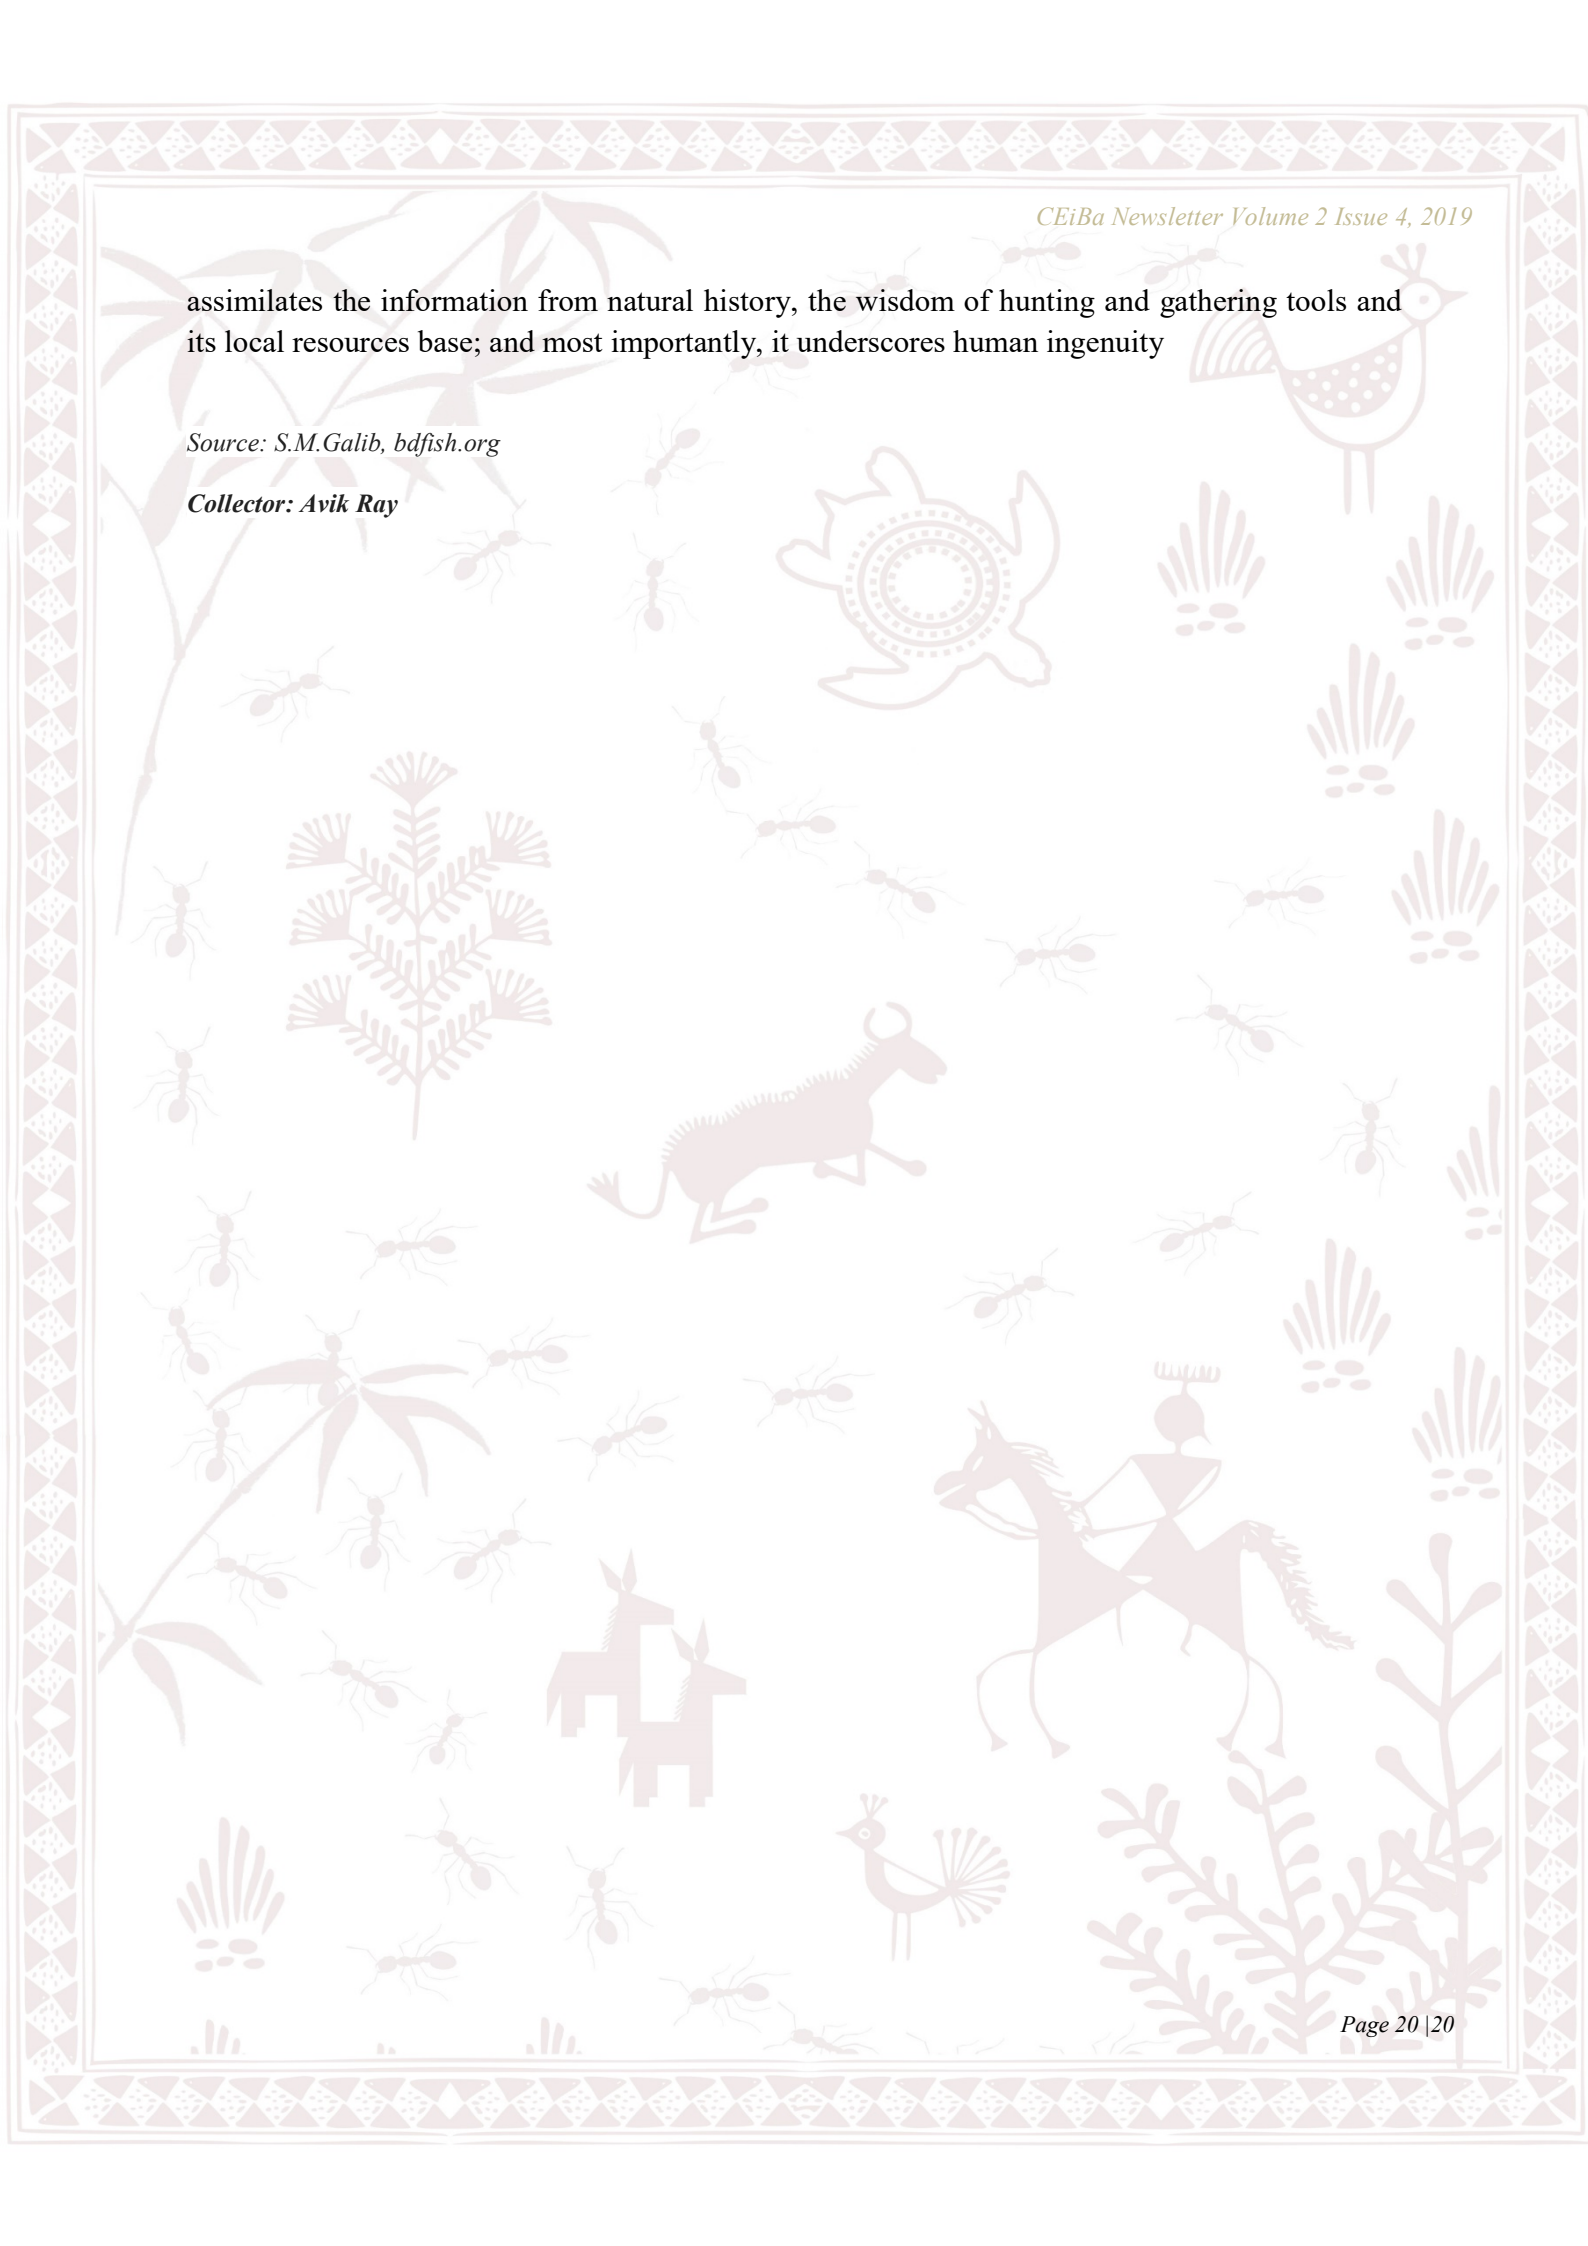 CEiBa Newsletter Volume 2 Issue 4, 2019
assimilates the information from natural history, the wisdom of hunting and gathering tools and
its local resources base; and most importantly, it underscores human ingenuity
Source: S.M.Galib, bdfish.org
Collector: Avik Ray
Page 20 |20